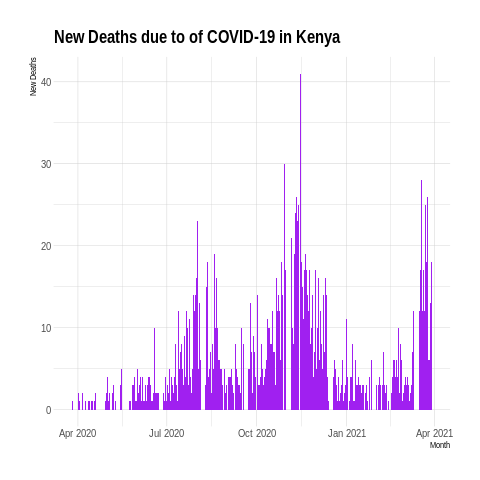 New Deaths due to of COVID-19 in Kenya
New Deaths
40
30
20
10
0
Apr 2020
Jul 2020
Oct 2020
Jan 2021
Apr 2021
Month